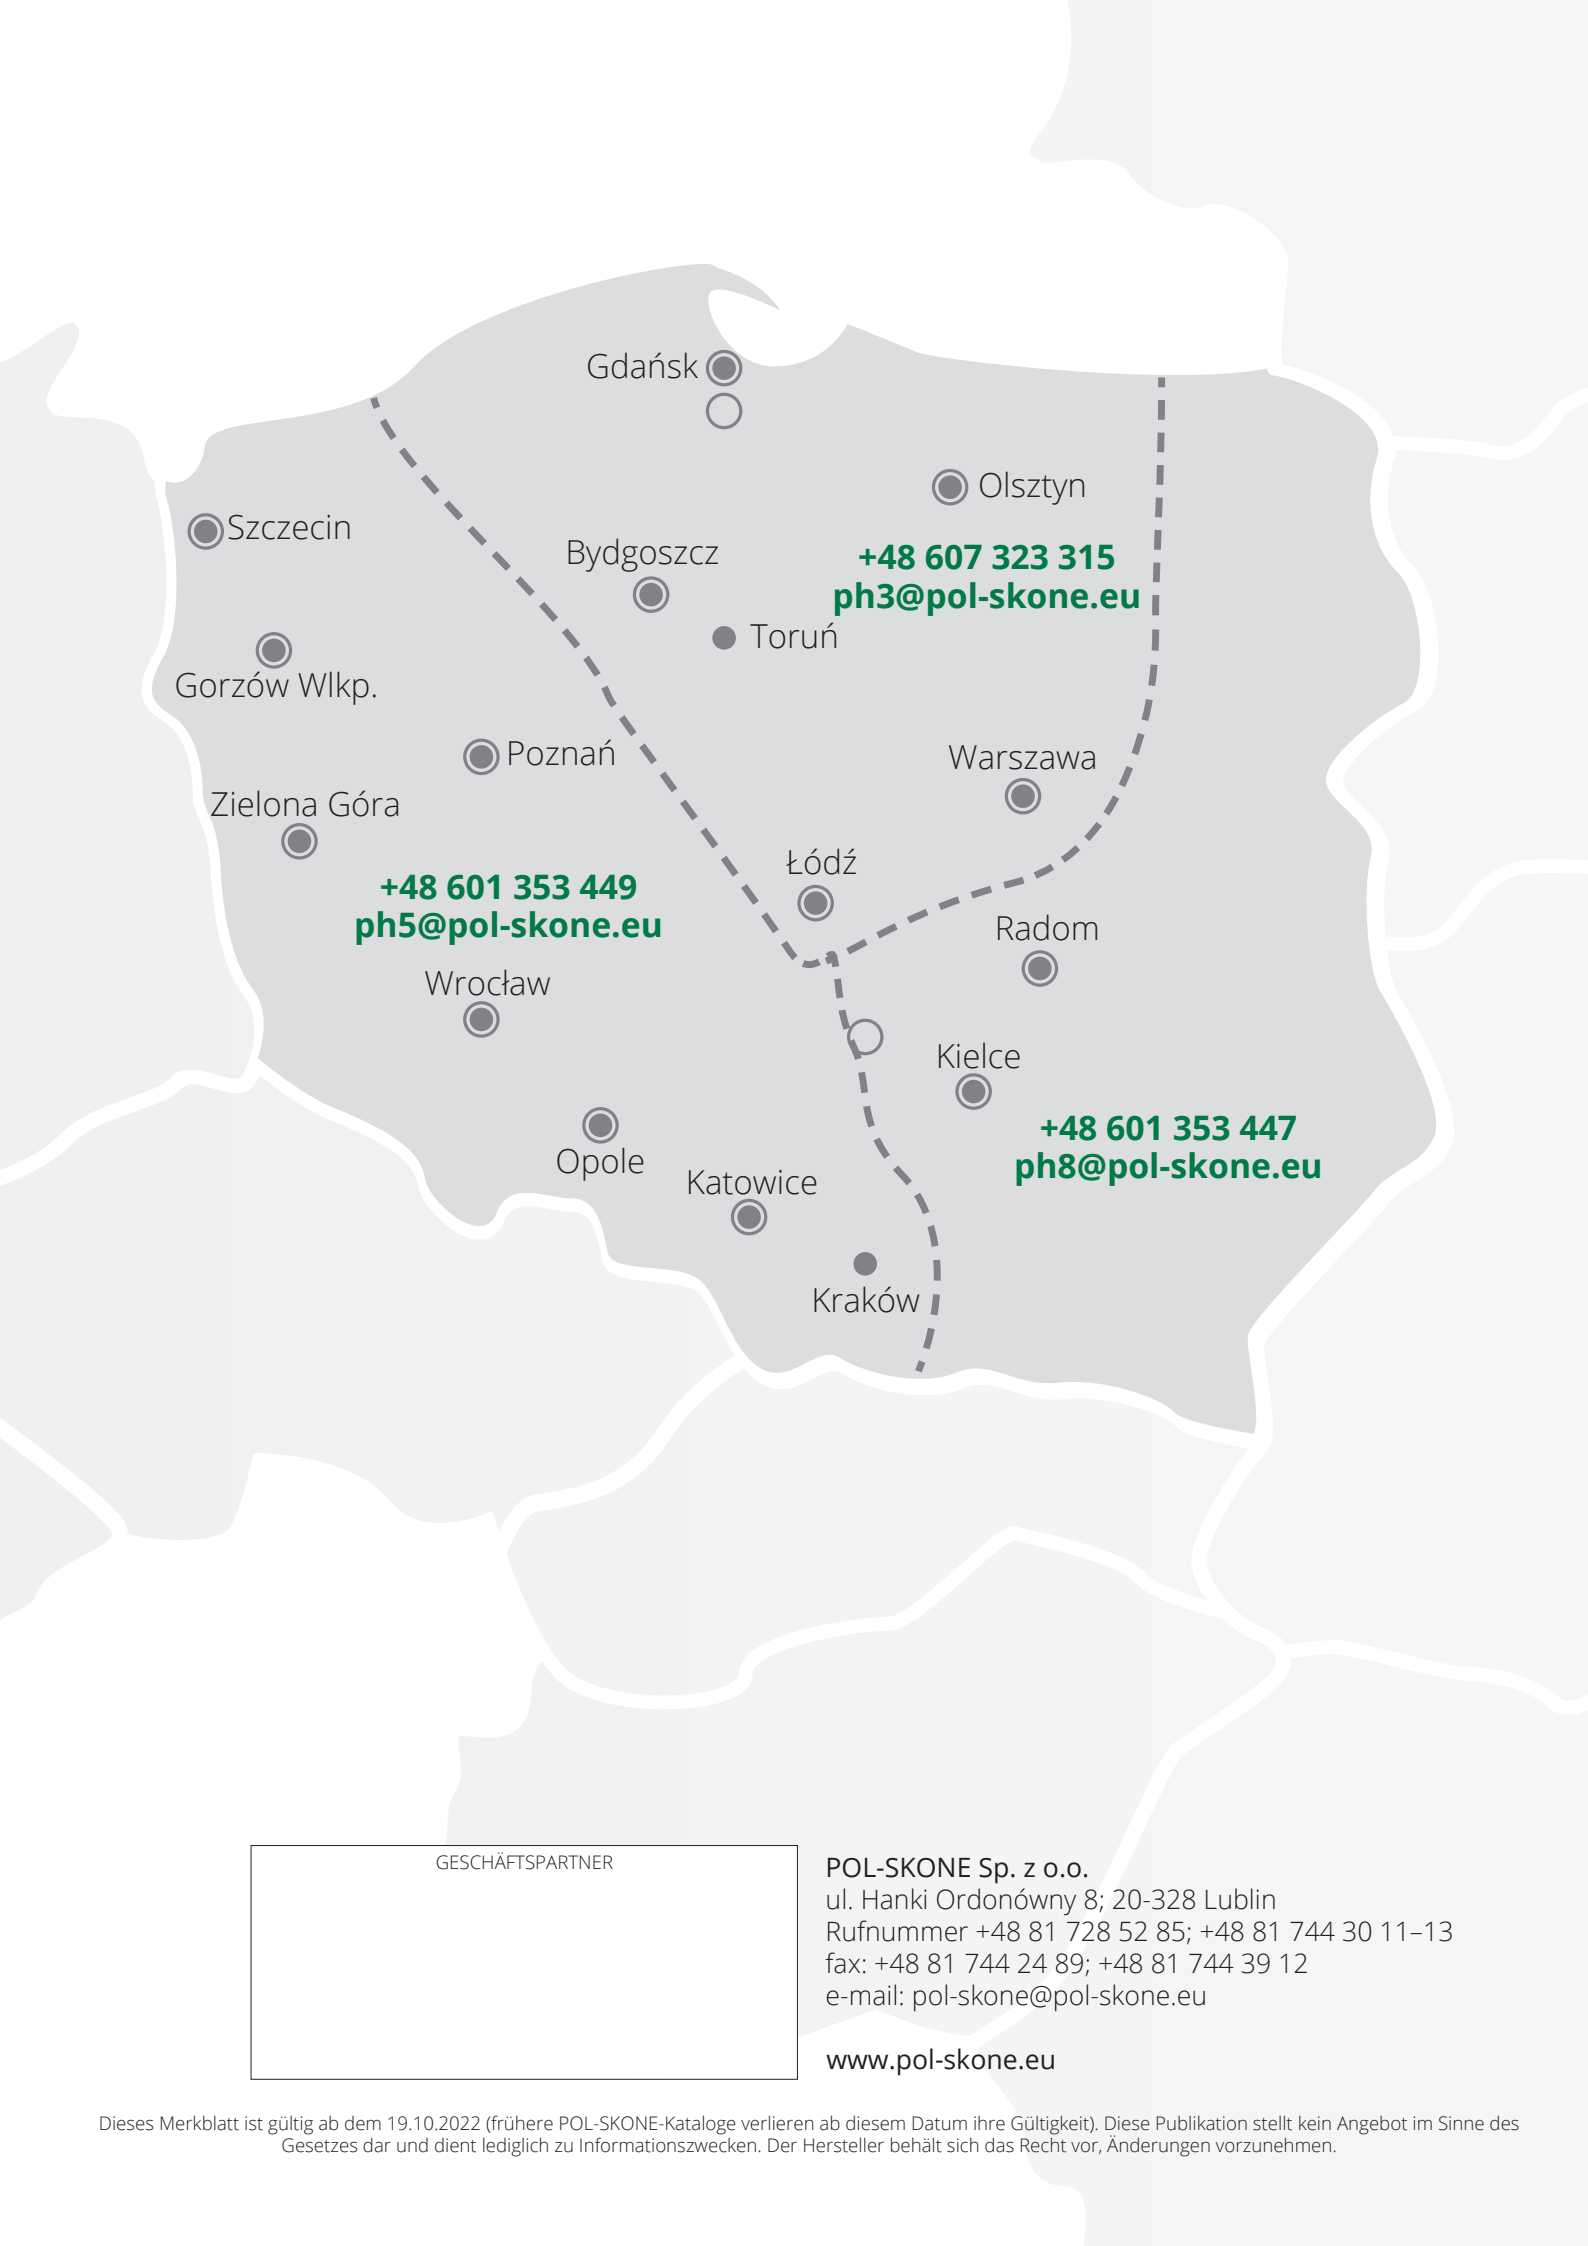 Gdańsk
Olsztyn
Szczecin
Bydgoszcz
+48 607 323 315
ph3@pol-skone.eu
Toruń
Gorzów Wlkp.
Poznań
Warszawa
Zielona Góra
Łódź
+48 601 353 449
ph5@pol-skone.eu
Radom
Wrocław
Kielce
+48 601 353 447
ph8@pol-skone.eu
Opole
Katowice
Kraków
GESCHÄFTSPARTNER
POL-SKONE Sp. z o.o.
ul. Hanki Ordonówny 8; 20-328 Lublin
Rufnummer +48 81 728 52 85; +48 81 744 30 11–13
fax: +48 81 744 24 89; +48 81 744 39 12
e-mail: pol-skone@pol-skone.eu
www.pol-skone.eu
Dieses Merkblatt ist gültig ab dem 19.10.2022 (frühere POL-SKONE-Kataloge verlieren ab diesem Datum ihre Gültigkeit). Diese Publikation stellt kein Angebot im Sinne des
Gesetzes dar und dient lediglich zu Informationszwecken. Der Hersteller behält sich das Recht vor, Änderungen vorzunehmen.